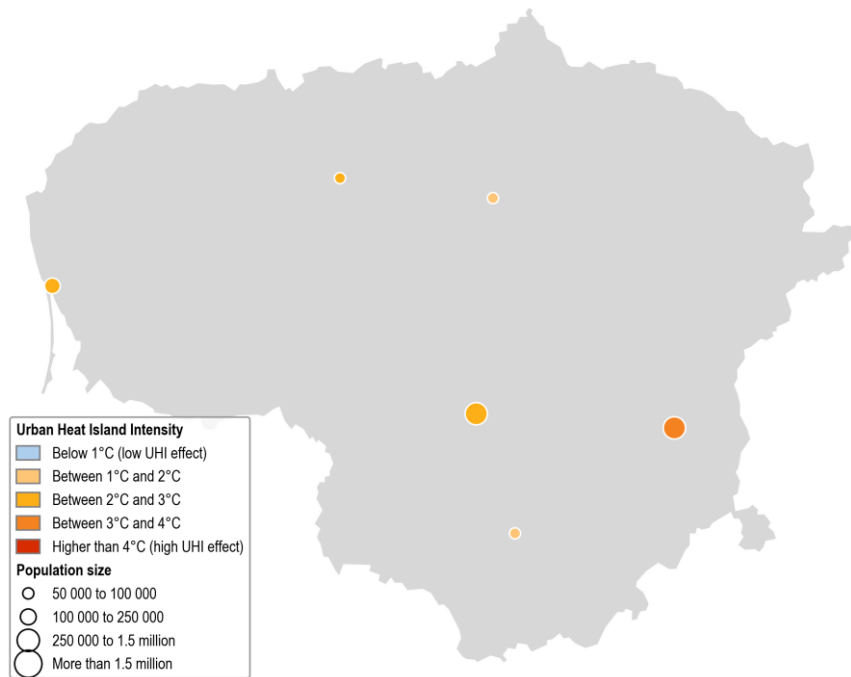 Urban Heat Island Intensity
Below 1°C (low UHI effect)
Between 1°C and 2°C
Between 2°C and 3°C
Between 3°C and 4°C
Higher than 4°C (high UHI effect)
Population size
50 000 to 100 000
100 000 to 250 000
250 000 to 1.5 million
More than 1.5 million